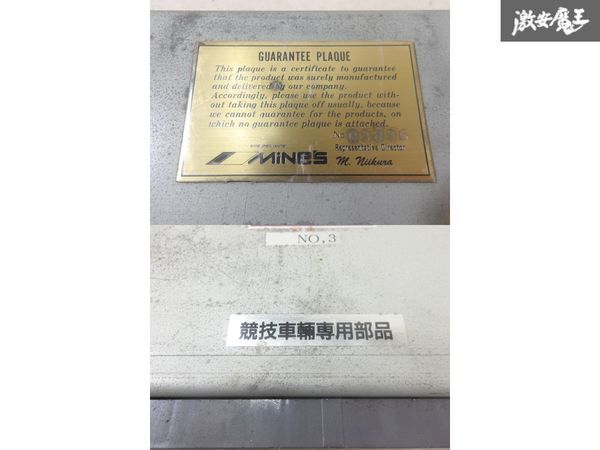 激安魔王
GUARANTEE PLAQUE
This plaque is a certificate to guarantee
that the product was surely manufactured
and delivered by our company.
Accordingly, please use the product with-
out taking this plaque off usually, because
we cannot guarantee for the products, on
which no guarantee plaque is attached.
No.
Representative Director
MINE'S
M. Niikura
NO,3
競技車輛専用部品